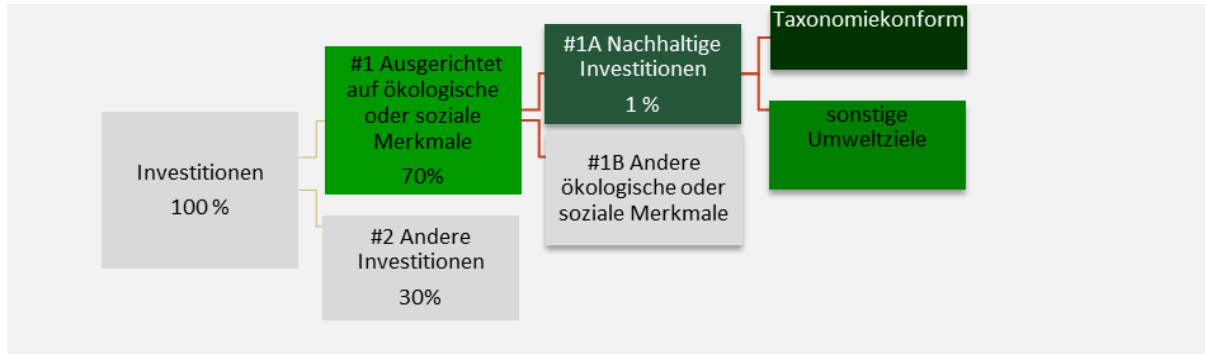 Investitionen
100 %
#1 Ausgerichtet
auf ökologische
oder soziale
Merkmale
70%
#2 Andere
Investitionen
30%
#1A Nachhaltige
Investitionen
1 %
#1B Andere
ökologische oder
soziale Merkmale
Taxonomiekonform
sonstige
Umweltziele